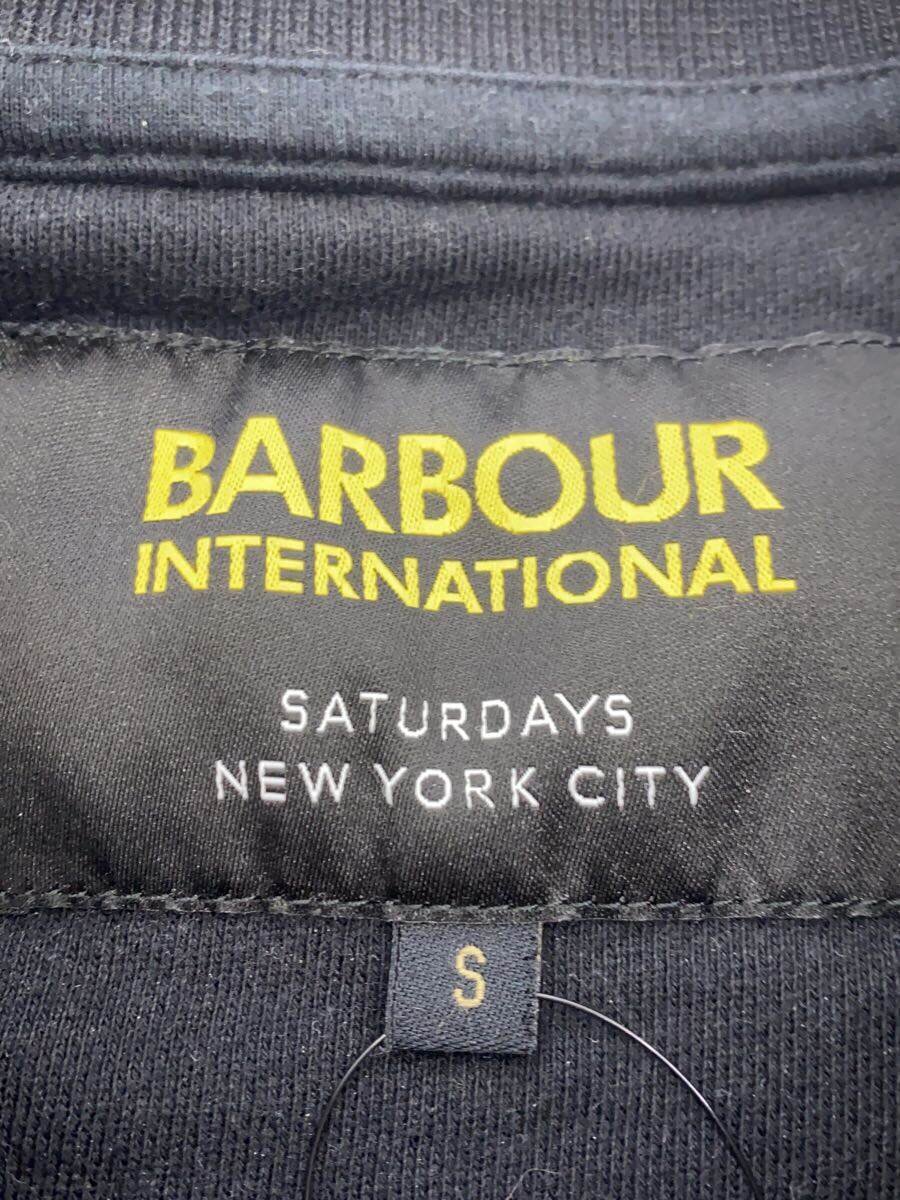 BARBOUR
INTERNATIONAL
SATURDAYS
NEW YORK CITY
S